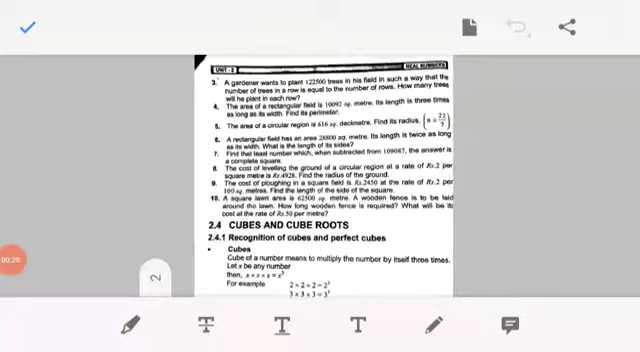 UNIT - 2 REAL NUMBERS
3. A gardener wants to plant 122500 trees in his field in such a way that the
number of trees in a row is equal to the number of rows. How many trees
will he plant in each row?
4. The area of a rectangular field is 10092 sq. metre. Its length is three times
as long as its width. Find its perimeter.
5. The area of a circular region is 616 sq. decimetre. Find its radius. (π = 22/7)
6. A rectangular field has an area 28800 sq. metre. Its length is twice as long
as its width. What is the length of its sides?
7. Find that least number which, when subtracted from 109087, the answer is
a complete square.
8. The cost of levelling the ground of a circular region at a rate of Rs.2 per
square metre is Rs.4928. Find the radius of the ground.
9. The cost of ploughing in a square field is Rs.2450 at the rate of Rs.2 per
100 sq. metres. Find the length of the side of the square.
10. A square lawn area is 62500 sq. metre. A wooden fence is to be laid
around the lawn. How long wooden fence is required? What will be its
cost at the rate of Rs.50 per metre?
2.4 CUBES AND CUBE ROOTS
2.4.1 Recognition of cubes and perfect cubes
• Cubes
Cube of a number means to multiply the number by itself three times.
Let x be any number
then, x × x × x = x³
For example 2 × 2 × 2 = 2³
3 × 3 × 3 = 3³
00:26
2
T T T